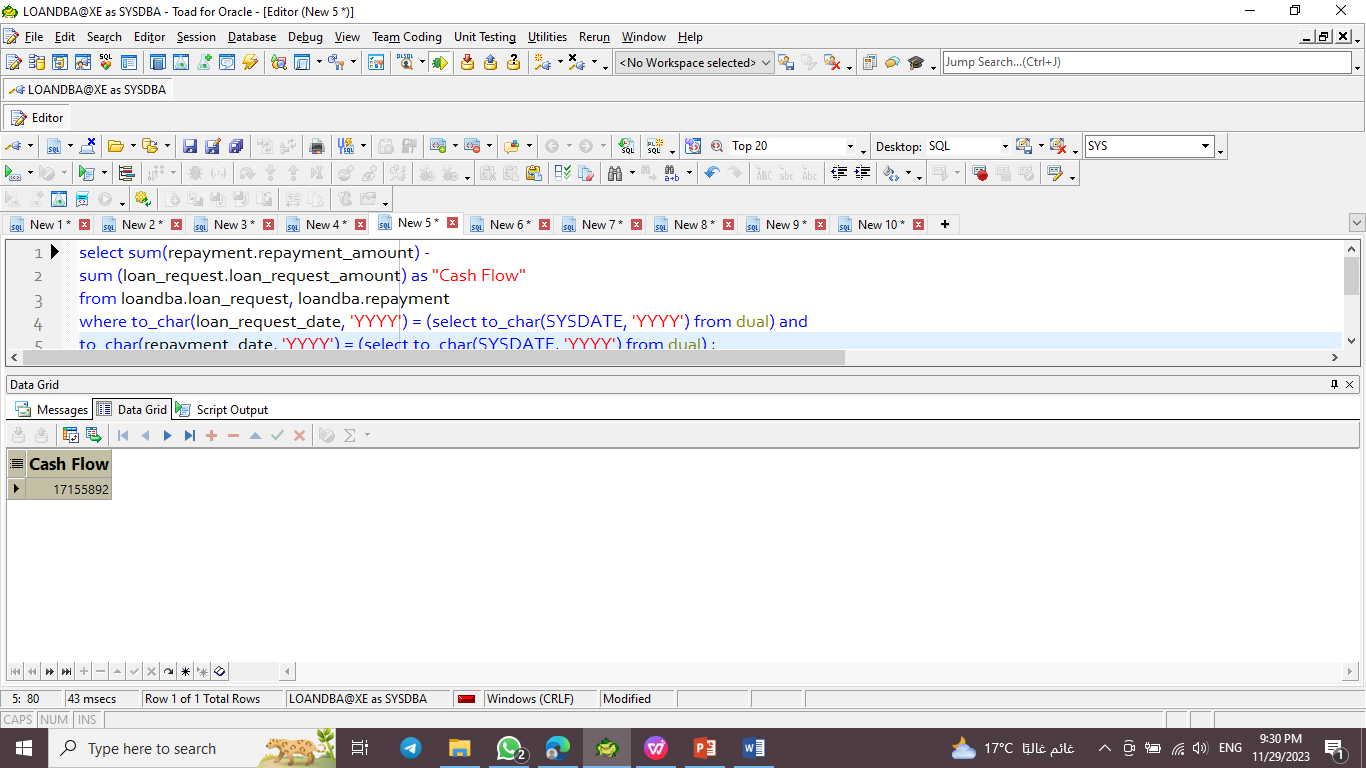 LOANDBA@XE as SYSDBA - Toad for Oracle - [Editor (New 5 *)]
File Edit Search Editor Session Database Debug View Team Coding Unit Testing Utilities Rerun Window Help
<No Workspace selected> Jump Search...(Ctrl+J)
LOANDBA@XE as SYSDBA
Editor
Top 20 Desktop: SQL SYS
New 1 * New 2 * New 3 * New 4 * New 5 * New 6 * New 7 * New 8 * New 9 * New 10 * +
1 select sum(repayment.repayment_amount) -
2 sum (loan_request.loan_request_amount) as "Cash Flow"
3 from loandba.loan_request, loandba.repayment
4 where to_char(loan_request_date, 'YYYY') = (select to_char(SYSDATE, 'YYYY') from dual) and
5 to_char(repayment_date, 'YYYY') = (select to_char(SYSDATE, 'YYYY') from dual) ;
Data Grid
Messages Data Grid Script Output
Cash Flow
17155892
5: 80 43 msecs Row 1 of 1 Total Rows LOANDBA@XE as SYSDBA Windows (CRLF) Modified
CAPS NUM INS
Type here to search 2 17°C غائم غالبًا ENG 9:30 PM
11/29/2023 1